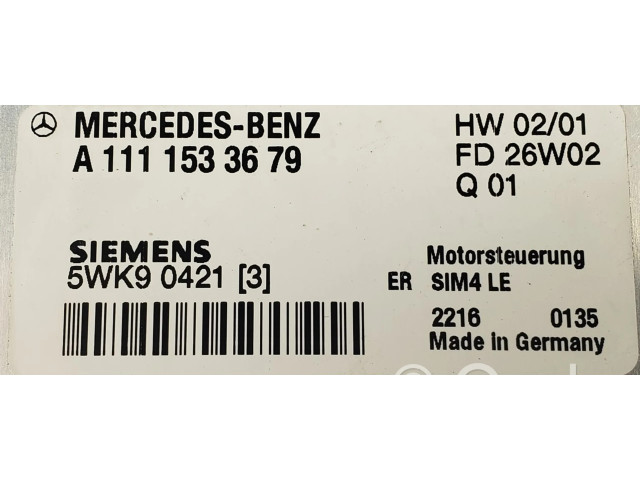 MERCEDES-BENZ
A 111 153 36 79
HW 02/01
FD 26W02
Q 01
SIEMENS
5WK9 0421 [3]
Motorsteuerung
ER SIM4 LE
2216 0135
Made in Germany